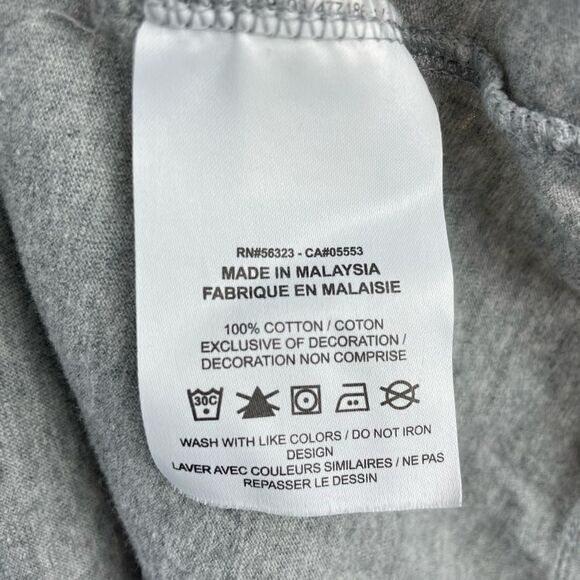 RN#56323 - CA#05553
MADE IN MALAYSIA
FABRIQUE EN MALAISIE
100% COTTON / COTON
EXCLUSIVE OF DECORATION /
DECORATION NON COMPRISE
30C
WASH WITH LIKE COLORS / DO NOT IRON
DESIGN
LAVER AVEC COULEURS SIMILAIRES / NE PAS
REPASSER LE DESSIN